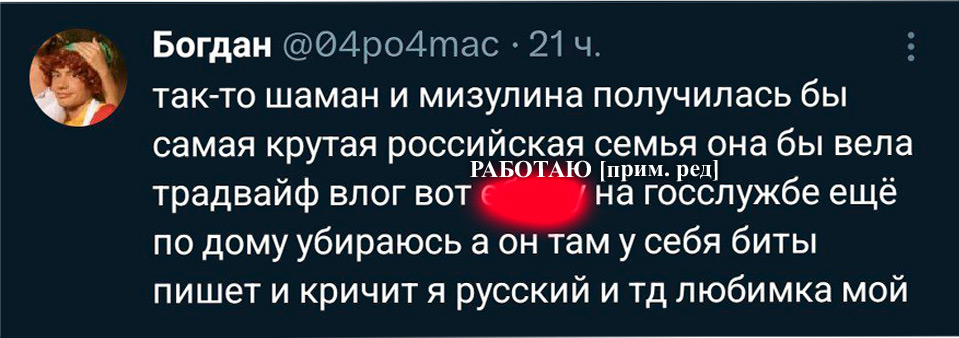 Богдан @04po4mac · 21 ч.
так-то шаман и мизулина получилась бы
самая крутая российская семья она бы вела
РАБОТАЮ [прим. ред]
традвайф влог вот на госслужбе ещё
по дому убираюсь а он там у себя биты
пишет и кричит я русский и тд любимка мой